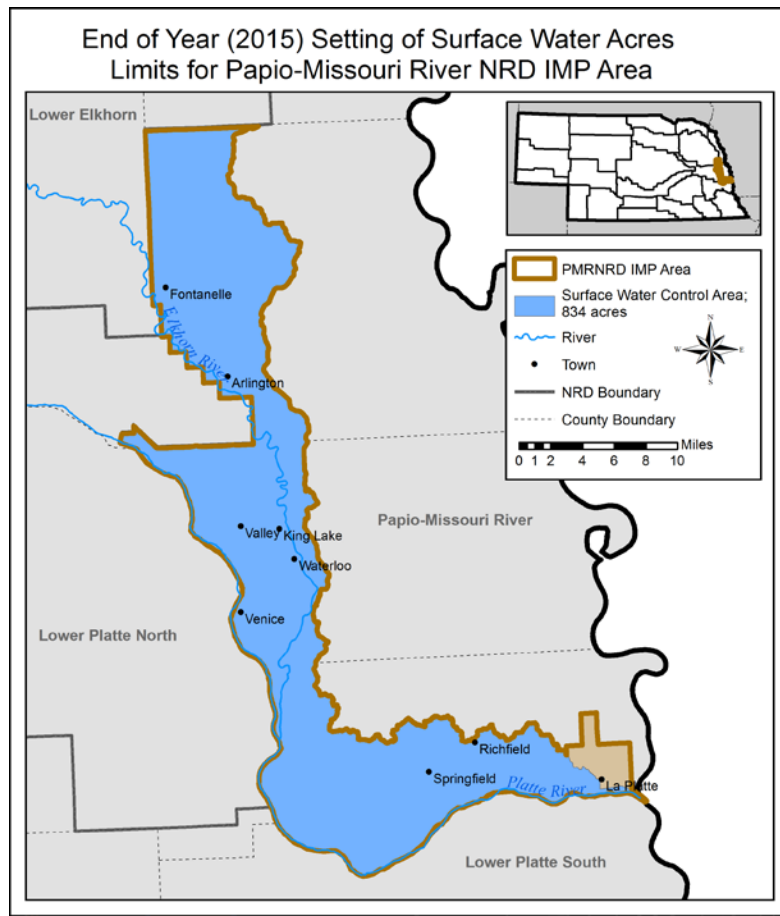 End of Year (2015) Setting of Surface Water Acres
Limits for Papio-Missouri River NRD IMP Area
Lower Elkhorn
Fontanelle
Elkhorn River
Arlington
PMRNRD IMP Area
Surface Water Control Area;
834 acres
River
Town
NRD Boundary
County Boundary
N
W
E
S
Miles
0 1 2 4 6 8 10
Papio-Missouri River
Valley
King Lake
Waterloo
Lower Platte North
Venice
Richfield
Springfield
Platte River
La Platte
Lower Platte South